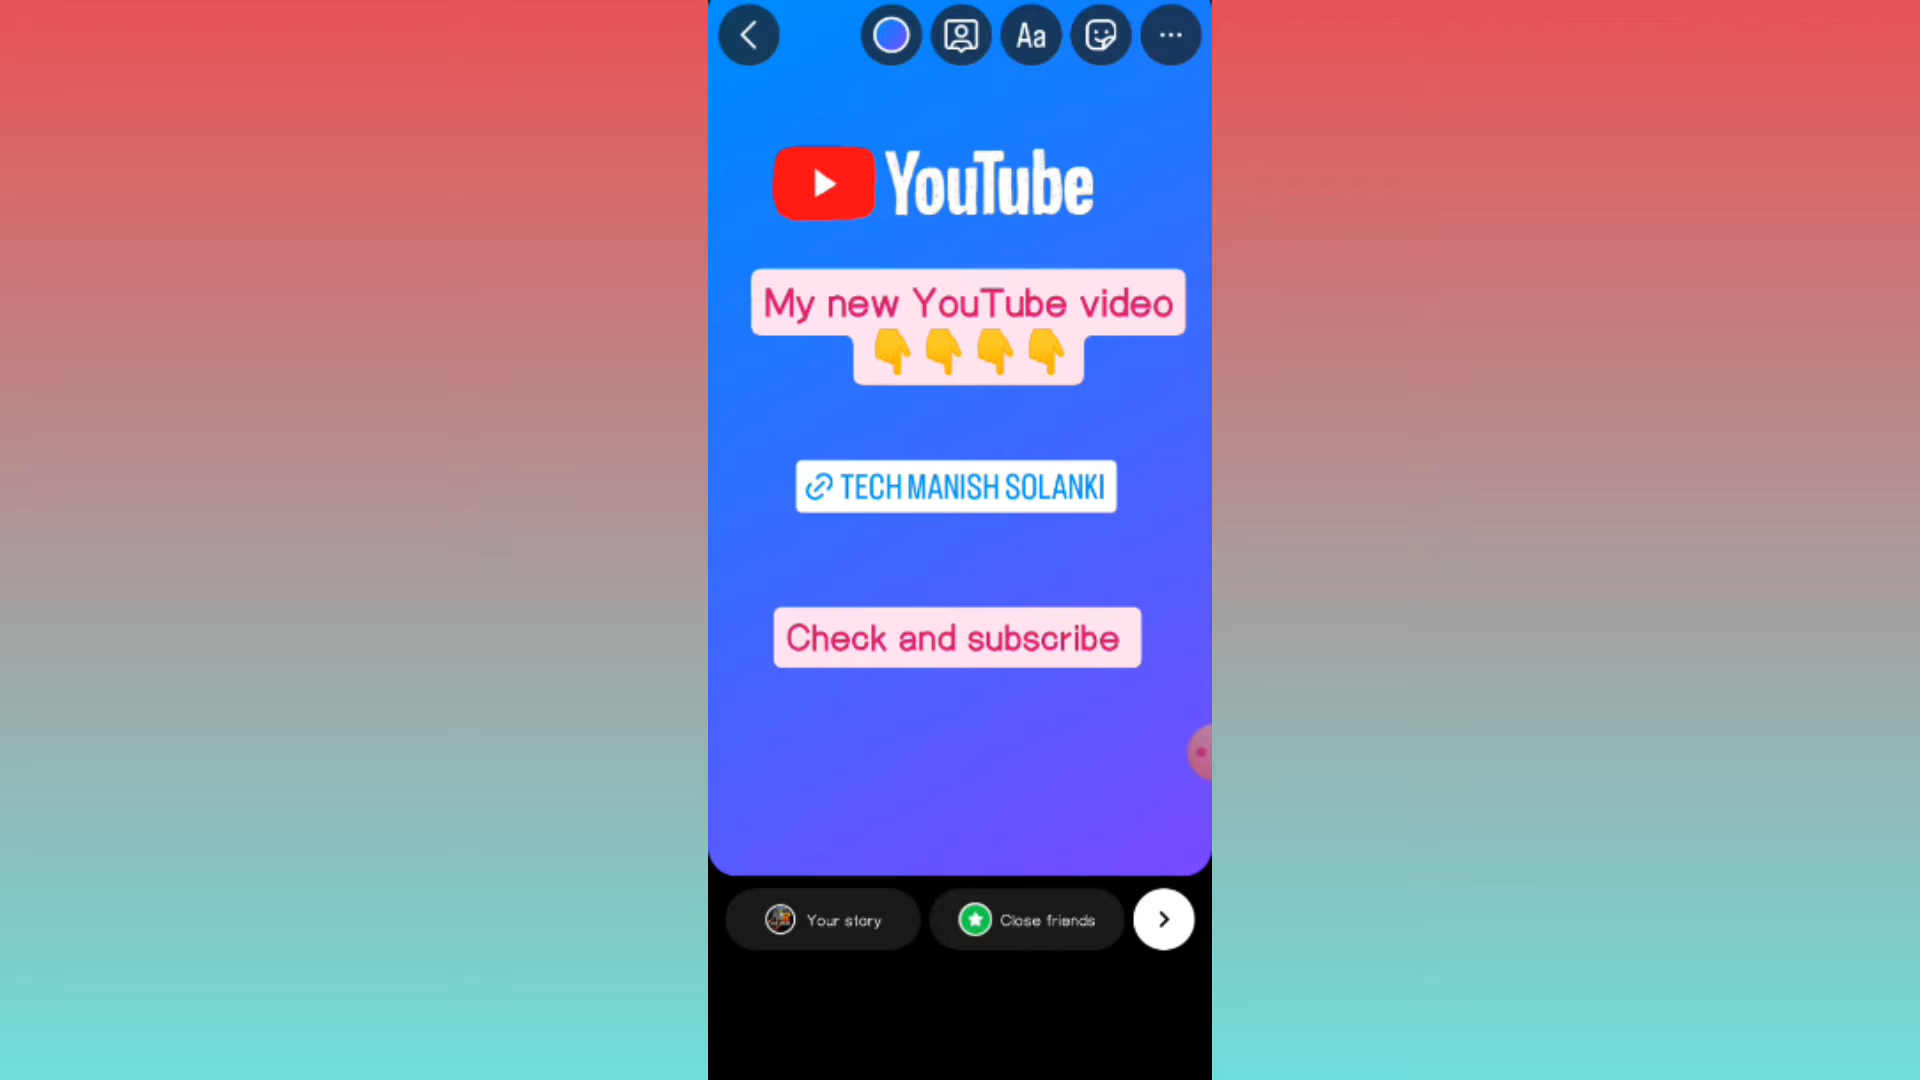 Aa
YouTube
My new YouTube video
👇👇👇👇
TECH MANISH SOLANKI
Check and subscribe
Your story
Close friends